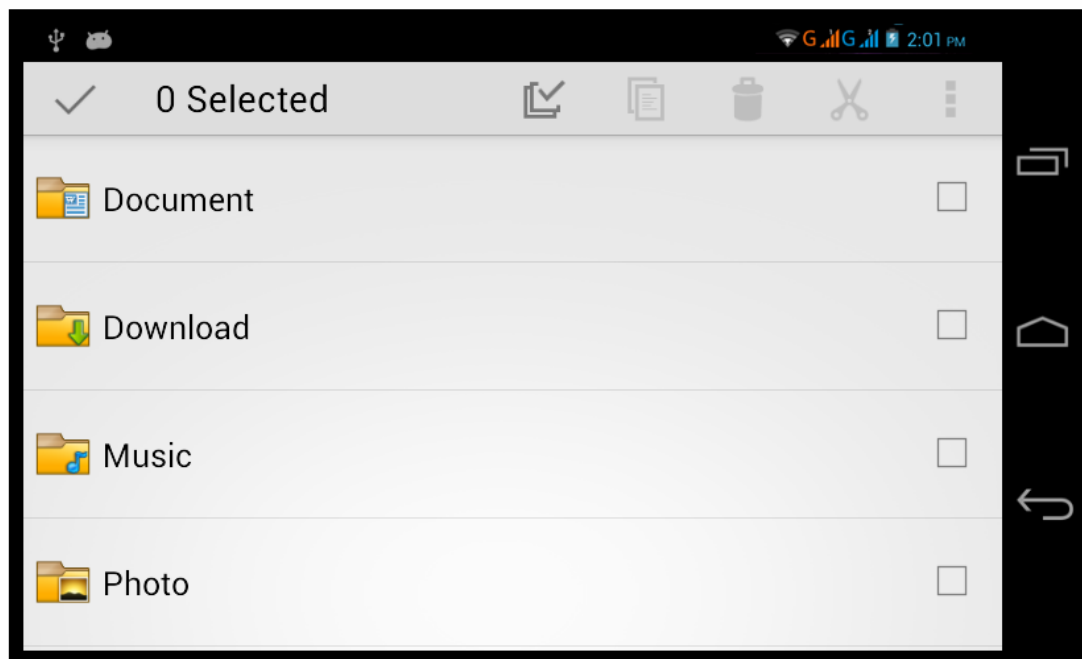 G G 2:01 PM
0 Selected
Document
Download
Music
Photo